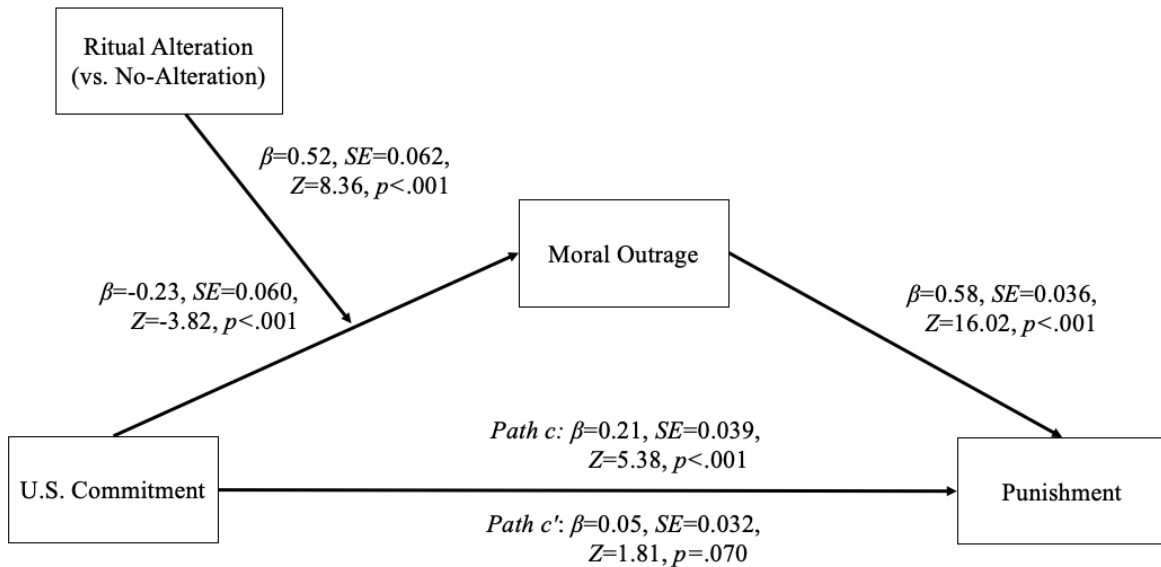 Ritual Alteration
(vs. No-Alteration)
β=0.52, SE=0.062,
Z=8.36, p<.001
Moral Outrage
β=-0.23, SE=0.060,
Z=-3.82, p<.001
β=0.58, SE=0.036,
Z=16.02, p<.001
Path c: β=0.21, SE=0.039,
Z=5.38, p<.001
U.S. Commitment
Punishment
Path c': β=0.05, SE=0.032,
Z=1.81, p=.070